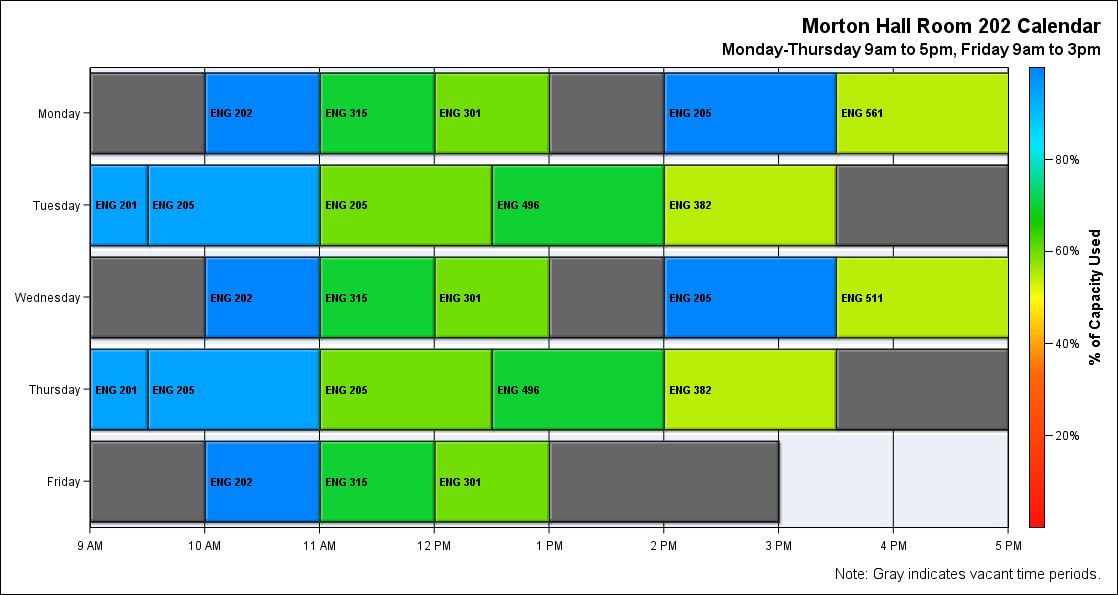 Morton Hall Room 202 Calendar
Monday-Thursday 9am to 5pm, Friday 9am to 3pm
Monday ENG 202 ENG 315 ENG 301 ENG 205 ENG 561
Tuesday ENG 201 ENG 205 ENG 205 ENG 496 ENG 382
Wednesday ENG 202 ENG 315 ENG 301 ENG 205 ENG 511
Thursday ENG 201 ENG 205 ENG 205 ENG 496 ENG 382
Friday ENG 202 ENG 315 ENG 301
9 AM 10 AM 11 AM 12 PM 1 PM 2 PM 3 PM 4 PM 5 PM
80%
60%
40%
20%
% of Capacity Used
Note: Gray indicates vacant time periods.